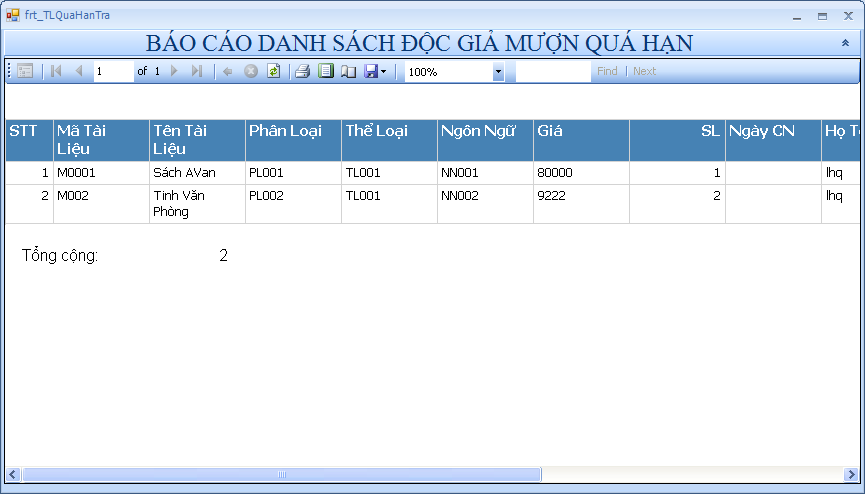 frt_TLQuaHanTra
BÁO CÁO DANH SÁCH ĐỘC GIẢ MƯỢN QUÁ HẠN
1 of 1 100% Find | Next
STT Mã Tài Liệu Tên Tài Liệu Phân Loại Thể Loại Ngôn Ngữ Giá SL Ngày CN Họ T
1 M0001 Sách AVan PL001 TL001 NN001 80000 1 lhq
2 M002 Tinh Văn Phòng PL002 TL001 NN002 9222 2 lhq
Tổng cộng: 2